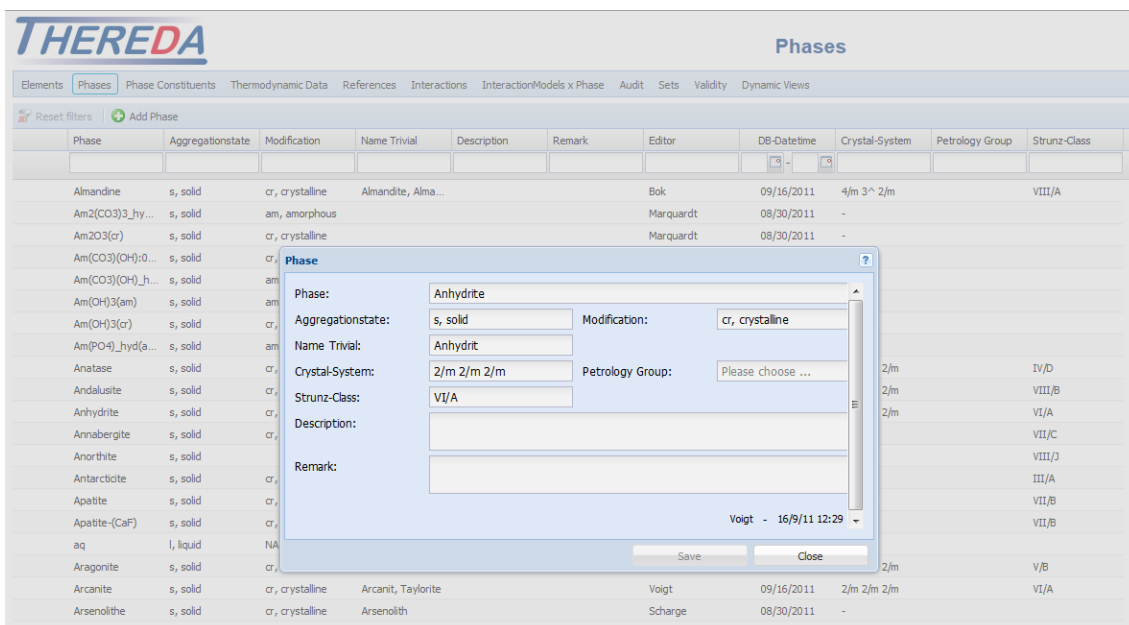 THEREDA
Phases
Elements Phases Phase Constituents Thermodynamic Data References Interactions InteractionModels x Phase Audit Sets Validity Dynamic Views
Reset filters Add Phase
Phase Aggregationstate Modification Name Trivial Description Remark Editor DB-Datetime Crystal-System Petrology Group Strunz-Class
-
Almandine s, solid cr, crystalline Almandite, Alma... Bok 09/16/2011 4/m 3^ 2/m VIII/A
Am2(CO3)3_hy... s, solid am, amorphous Marquardt 08/30/2011 -
Am2O3(cr) s, solid cr, crystalline Marquardt 08/30/2011 -
Am(CO3)(OH):0... s, solid cr,
Am(CO3)(OH)_h... s, solid am
Am(OH)3(am) s, solid am
Am(OH)3(cr) s, solid cr,
Am(PO4)_hyd(a... s, solid am
Anatase s, solid cr, 2/m IV/D
Andalusite s, solid cr, 2/m VIII/B
Anhydrite s, solid cr, 2/m VI/A
Annabergite s, solid cr, VII/C
Anorthite s, solid VIII/J
Antarcticite s, solid cr, III/A
Apatite s, solid cr, VII/B
Apatite-(CaF) s, solid cr, VII/B
aq l, liquid NA
Aragonite s, solid cr, 2/m V/B
Arcanite s, solid cr, crystalline Arcanit, Taylorite Voigt 09/16/2011 2/m 2/m 2/m VI/A
Arsenolithe s, solid cr, crystalline Arsenolith Scharge 08/30/2011 -
Phase ?
Phase: Anhydrite
Aggregationstate: s, solid Modification: cr, crystalline
Name Trivial: Anhydrit
Crystal-System: 2/m 2/m 2/m Petrology Group: Please choose ...
Strunz-Class: VI/A
Description:
Remark:
Voigt - 16/9/11 12:29
Save Close